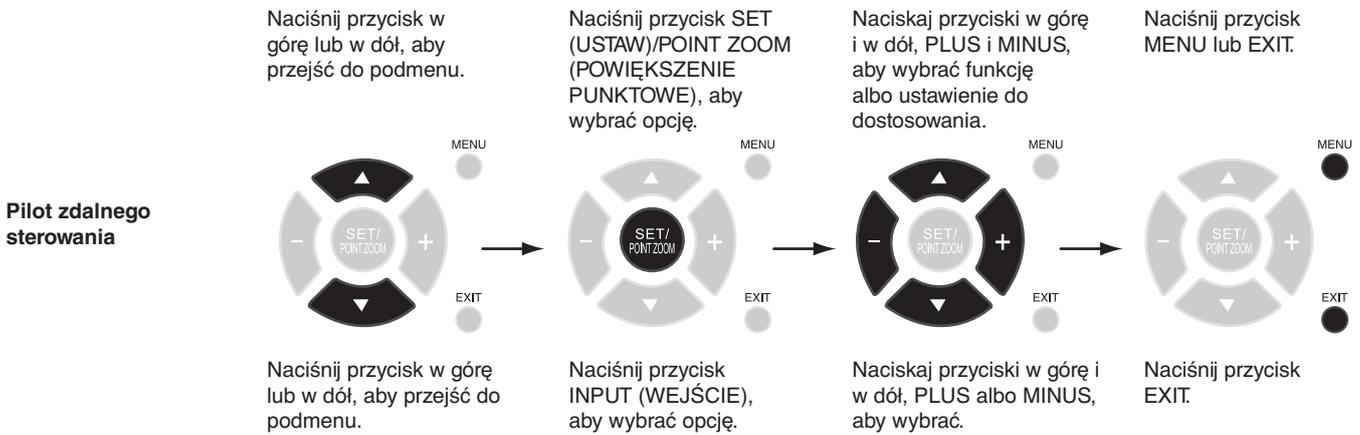 Naciśnij przycisk w
górę lub w dół, aby
przejść do podmenu.
Naciśnij przycisk SET
(USTAW)/POINT ZOOM
(POWIĘKSZENIE
PUNKTOWE), aby
wybrać opcję.
Naciskaj przyciski w górę
i w dół, PLUS i MINUS,
aby wybrać funkcję
albo ustawienie do
dostosowania.
Naciśnij przycisk
MENU lub EXIT.
Pilot zdalnego
sterowania
MENU
SET/
POINT ZOOM
EXIT
MENU
SET/
POINT ZOOM
EXIT
MENU
SET/
POINT ZOOM
EXIT
MENU
SET/
POINT ZOOM
EXIT
Naciśnij przycisk w górę
lub w dół, aby przejść do
podmenu.
Naciśnij przycisk
INPUT (WEJŚCIE),
aby wybrać opcję.
Naciskaj przyciski w górę i
w dół, PLUS albo MINUS,
aby wybrać.
Naciśnij przycisk
EXIT.